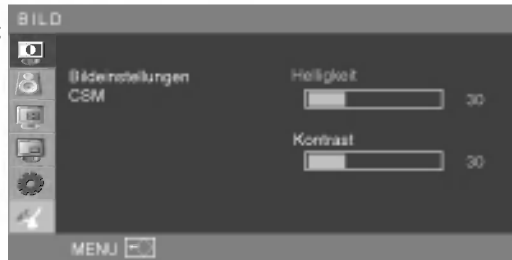 BILD
Bildeinstellungen
CSM
Helligkeit
30
Kontrast
30
MENU